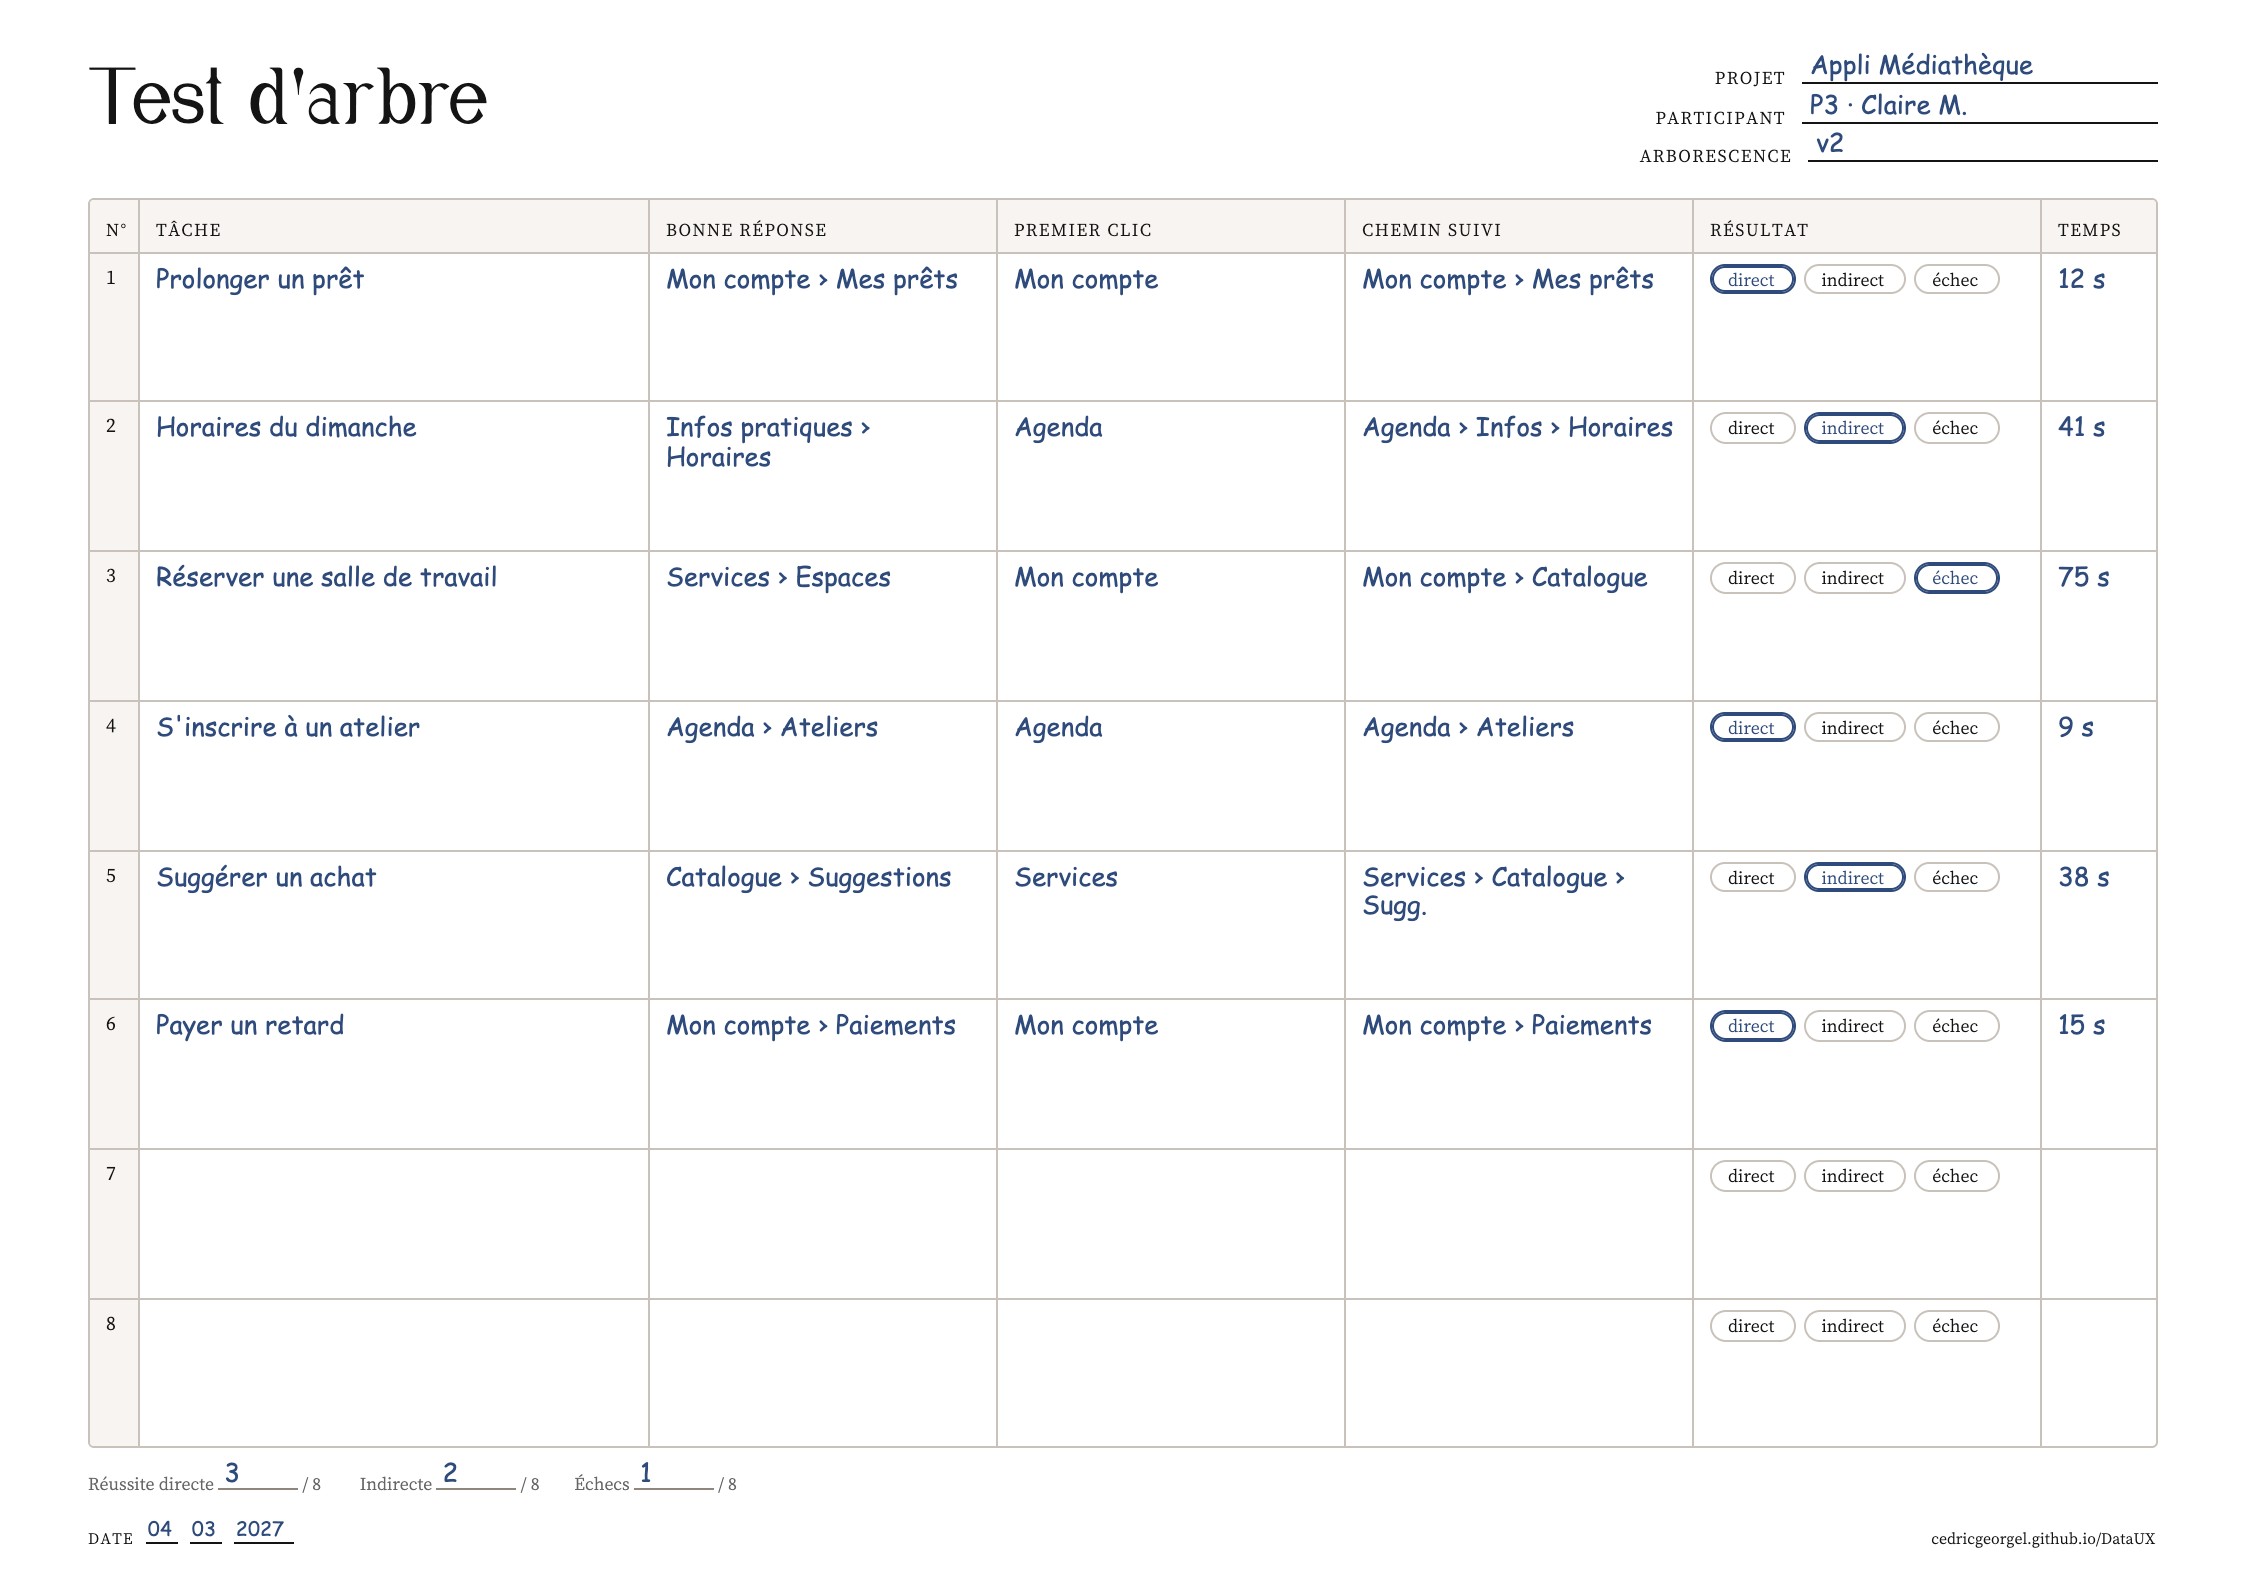 Test d'arbre
PROJET Appli Médiathèque
PARTICIPANT P3 · Claire M.
ARBORESCENCE v2
N° TÂCHE BONNE RÉPONSE PREMIER CLIC CHEMIN SUIVI RÉSULTAT TEMPS
1 Prolonger un prêt Mon compte > Mes prêts Mon compte Mon compte > Mes prêts direct indirect échec 12 s
2 Horaires du dimanche Infos pratiques > Agenda Agenda > Infos > Horaires direct indirect échec 41 s
Horaires
3 Réserver une salle de travail Services > Espaces Mon compte Mon compte > Catalogue direct indirect échec 75 s
4 S'inscrire à un atelier Agenda > Ateliers Agenda Agenda > Ateliers direct indirect échec 9 s
5 Suggérer un achat Catalogue > Suggestions Services Services > Catalogue > direct indirect échec 38 s
Sugg.
6 Payer un retard Mon compte > Paiements Mon compte Mon compte > Paiements direct indirect échec 15 s
7 direct indirect échec
8 direct indirect échec
Réussite directe 3 / 8 Indirecte 2 / 8 Échecs 1 / 8
DATE 04 03 2027 cedricgeorgel.github.io/DataUX